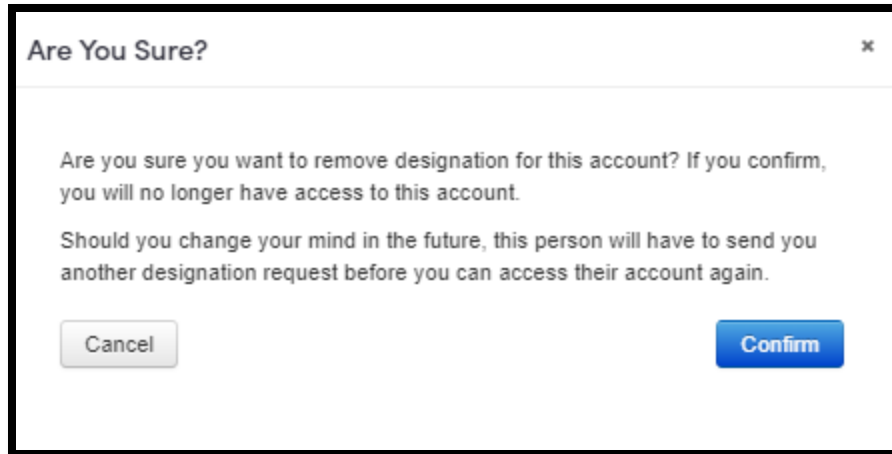 Are You Sure?
×
Are you sure you want to remove designation for this account? If you confirm,
you will no longer have access to this account.
Should you change your mind in the future, this person will have to send you
another designation request before you can access their account again.
Cancel
Confirm